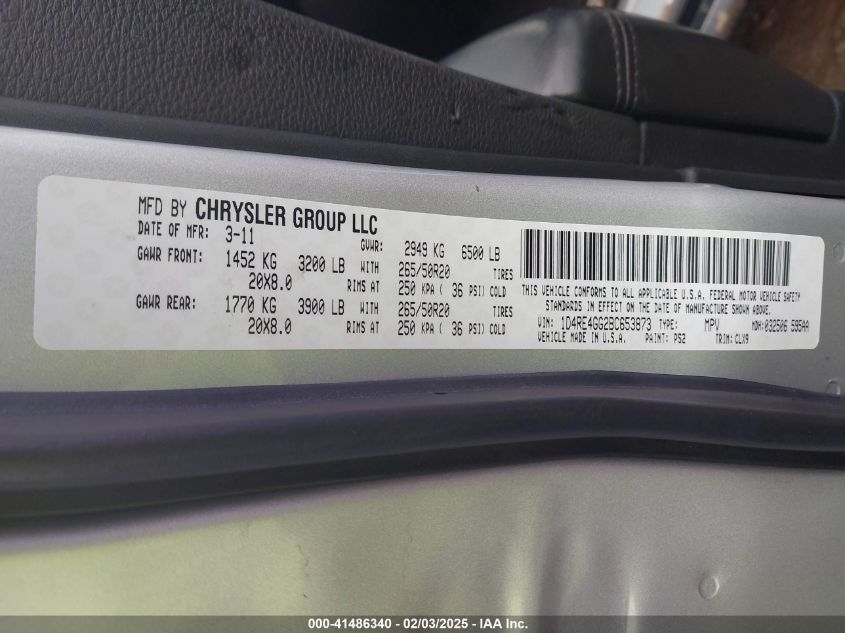 MFD BY CHRYSLER GROUP LLC
DATE OF MFR: 3-11 GVWR: 2949 KG 6500 LB
GAWR FRONT: 1452 KG 3200 LB WITH 265/50R20 TIRES
20X8.0 RIMS AT 250 KPA ( 36 PSI) COLD
GAWR REAR: 1770 KG 3900 LB WITH 265/50R20 TIRES
20X8.0 RIMS AT 250 KPA ( 36 PSI) COLD
THIS VEHICLE CONFORMS TO ALL APPLICABLE U.S.A. FEDERAL MOTOR VEHICLE SAFETY
STANDARDS IN EFFECT ON THE DATE OF MANUFACTURE SHOWN ABOVE.
VIN: 1D4RE4GG2BC653873 TYPE: MPV MDH:032506 595AA
VEHICLE MADE IN U.S.A. PAINT: PS2 TRIM: CLX9
000-41486340 - 02/03/2025 - IAA Inc.